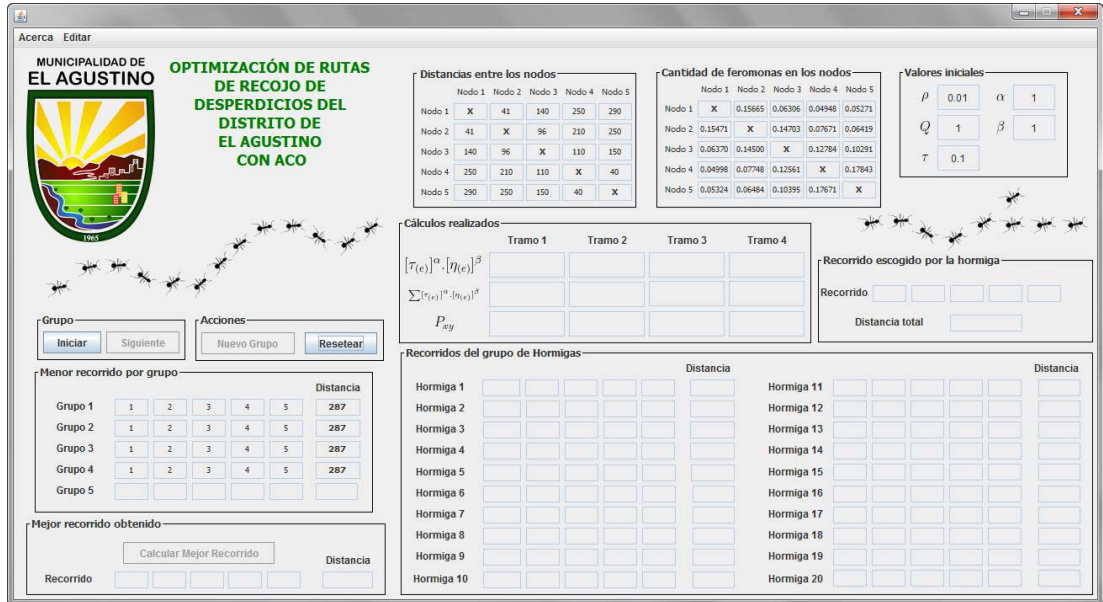 Acerca Editar
MUNICIPALIDAD DE
EL AGUSTINO
1965
OPTIMIZACIÓN DE RUTAS
DE RECOJO DE
DESPERDICIOS DEL
DISTRITO DE
EL AGUSTINO
CON ACO
Distancias entre los nodos
Nodo 1 Nodo 2 Nodo 3 Nodo 4 Nodo 5
Nodo 1 X 41 140 250 290
Nodo 2 41 X 96 210 250
Nodo 3 140 96 X 110 150
Nodo 4 250 210 110 X 40
Nodo 5 290 250 150 40 X
Cantidad de feromonas en los nodos
Nodo 1 Nodo 2 Nodo 3 Nodo 4 Nodo 5
Nodo 1 X 0.15665 0.06306 0.04948 0.05271
Nodo 2 0.15471 X 0.14703 0.07671 0.06419
Nodo 3 0.06370 0.14500 X 0.12784 0.10291
Nodo 4 0.04998 0.07748 0.12561 X 0.17843
Nodo 5 0.05324 0.06484 0.10395 0.17671 X
Valores iniciales
ρ 0.01 α 1
Q 1 β 1
τ 0.1
Cálculos realizados
Tramo 1 Tramo 2 Tramo 3 Tramo 4
[τ(e)]^α.[η(e)]^β
∑[τ(e)]^α.[η(e)]^β
Pxy
Recorrido escogido por la hormiga
Recorrido
Distancia total
Grupo
Iniciar Siguiente
Acciones
Nuevo Grupo Resetear
Menor recorrido por grupo
Distancia
Grupo 1 1 2 3 4 5 287
Grupo 2 1 2 3 4 5 287
Grupo 3 1 2 3 4 5 287
Grupo 4 1 2 3 4 5 287
Grupo 5
Mejor recorrido obtenido
Calcular Mejor Recorrido
Distancia
Recorrido
Recorridos del grupo de Hormigas
Distancia Distancia
Hormiga 1 Hormiga 11
Hormiga 2 Hormiga 12
Hormiga 3 Hormiga 13
Hormiga 4 Hormiga 14
Hormiga 5 Hormiga 15
Hormiga 6 Hormiga 16
Hormiga 7 Hormiga 17
Hormiga 8 Hormiga 18
Hormiga 9 Hormiga 19
Hormiga 10 Hormiga 20